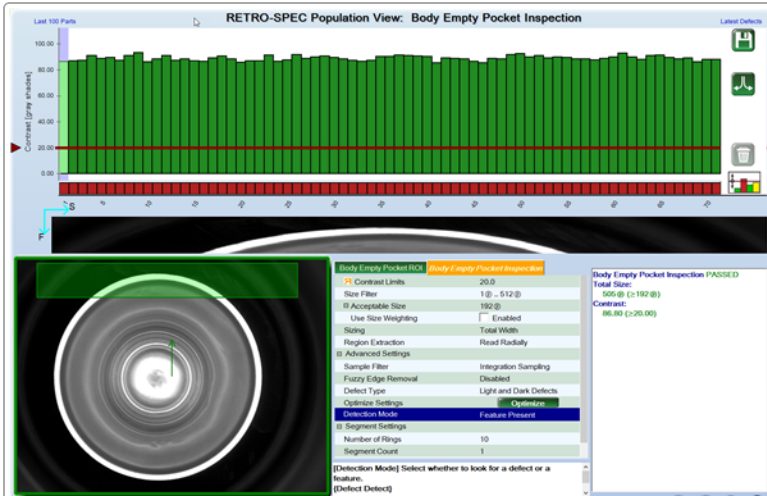 Last 100 Parts
RETRO-SPEC Population View: Body Empty Pocket Inspection
Latest Defects
Contrast [gray shades]
100.00
80.00
60.00
40.00
20.00
0.00
1 5 10 15 20 25 30 35 40 45 50 55 60 65 70
S
F
Body Empty Pocket ROI
Body Empty Pocket Inspection
Contrast Limits 20.0
Size Filter 1 ⓟ .. 512 ⓟ
Acceptable Size 192 ⓟ
Use Size Weighting Enabled
Sizing Total Width
Region Extraction Read Radially
Advanced Settings
Sample Filter Integration Sampling
Fuzzy Edge Removal Disabled
Defect Type Light and Dark Defects
Optimize Settings Optimize
Detection Mode Feature Present
Segment Settings
Number of Rings 10
Segment Count 1
[Detection Mode] Select whether to look for a defect or a
feature.
{Defect Detect}
Body Empty Pocket Inspection PASSED
Total Size:
505 ⓟ (≥192 ⓟ)
Contrast:
86.80 (≥20.00)